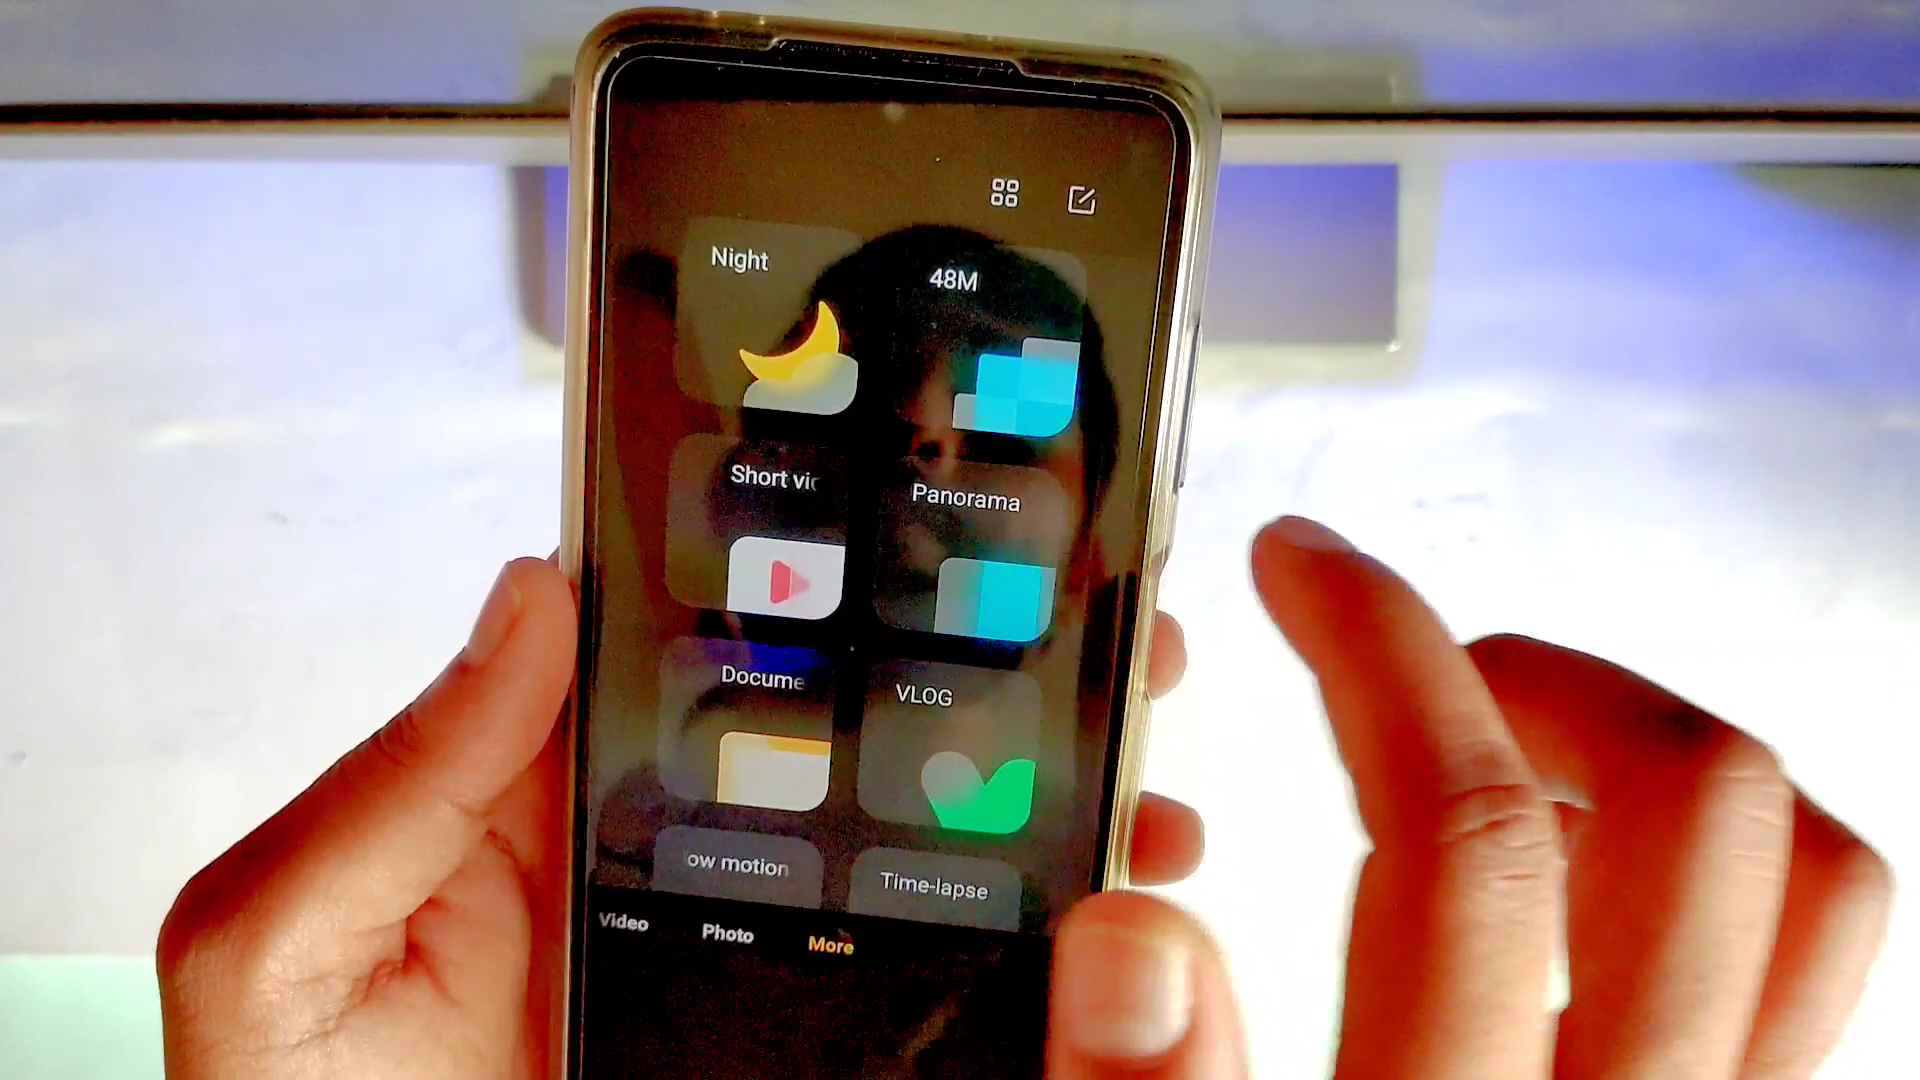 Night
48M
Short vic
Panorama
Docume
VLOG
ow motion
Time-lapse
Video
Photo
More